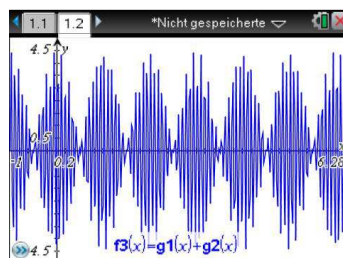 1.1 1.2 *Nicht gespeicherte
4.5 y
0.5
-1 0.2 6.28
-4.5 f3(x)=g1(x)+g2(x)